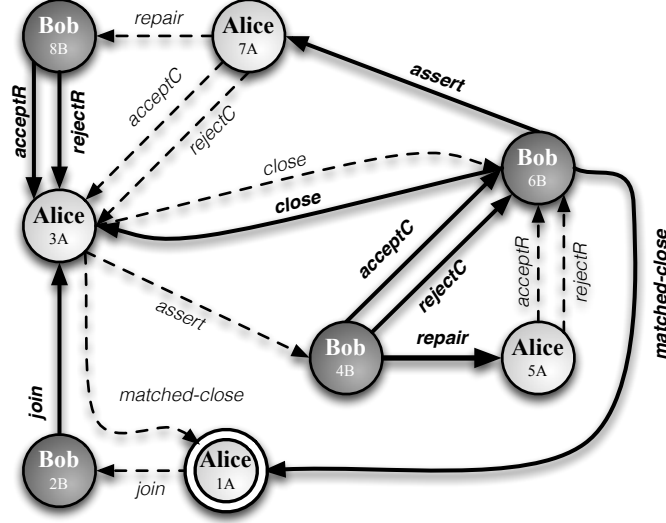 Bob
8B
repair
Alice
7A
acceptR
rejectR
acceptC
rejectC
assert
close
Bob
6B
close
Alice
3A
acceptC
rejectC
acceptR
rejectR
matched-close
assert
repair
Bob
4B
Alice
5A
join
matched-close
Bob
2B
join
Alice
1A